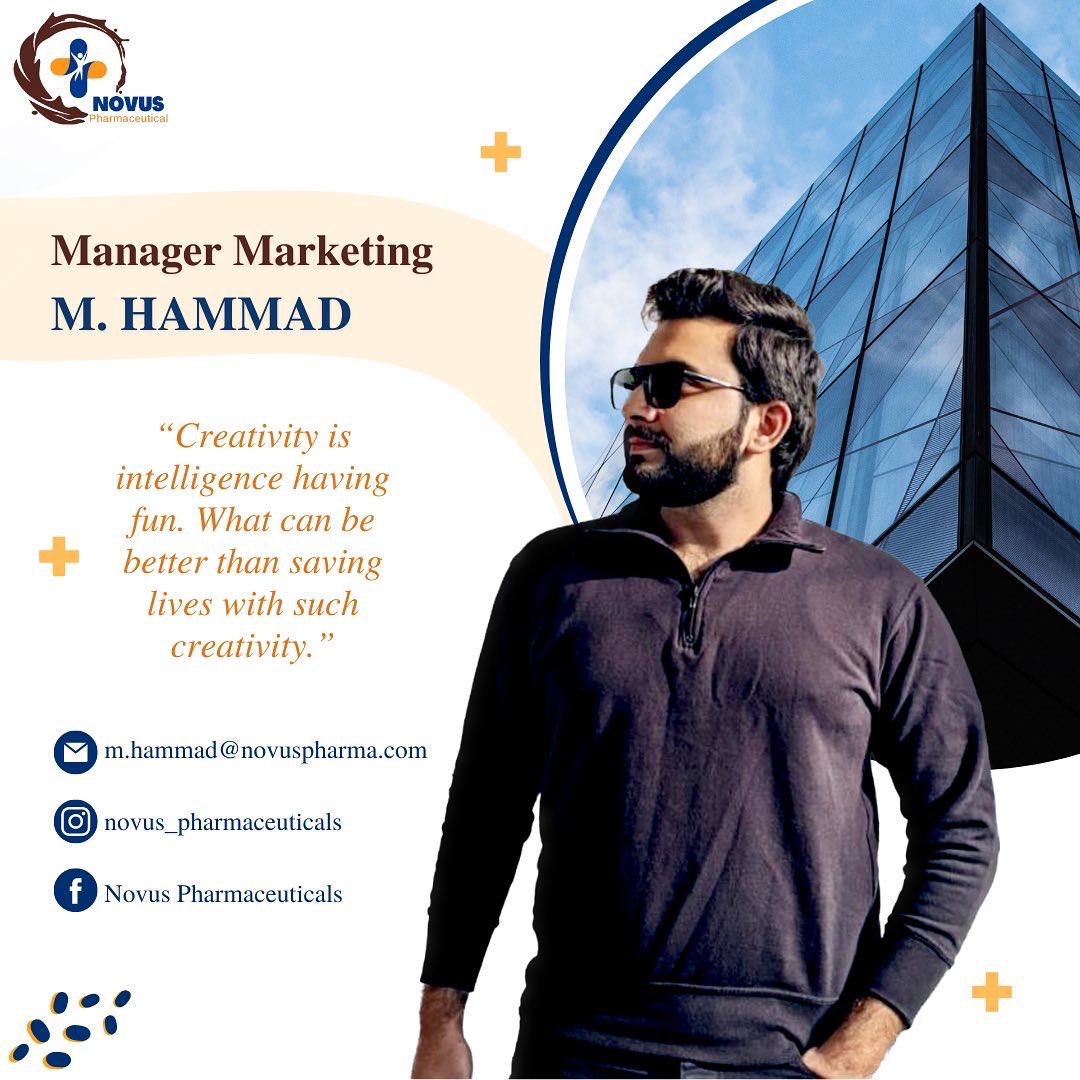 NOVUS
Pharmaceutical
Manager Marketing
M. HAMMAD
“Creativity is
intelligence having
fun. What can be
better than saving
lives with such
creativity.”
m.hammad@novuspharma.com
novus_pharmaceuticals
Novus Pharmaceuticals